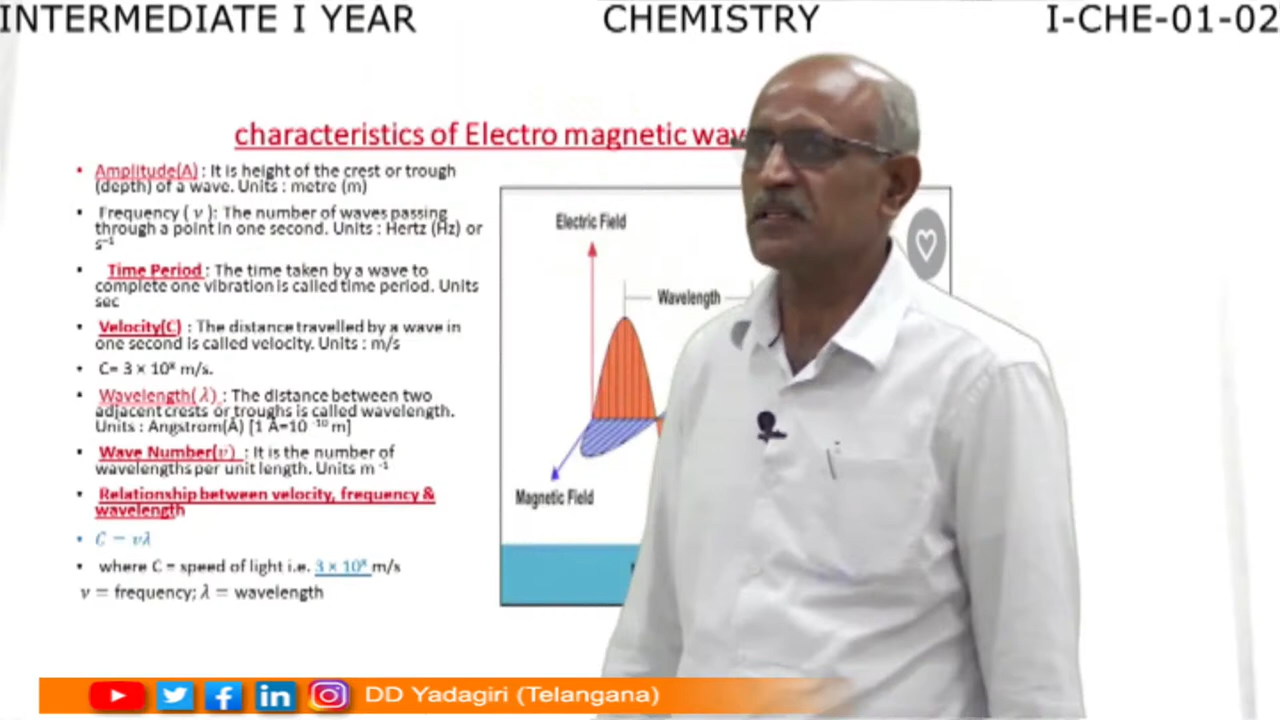 INTERMEDIATE I YEAR CHEMISTRY I-CHE-01-02
characteristics of Electro magnetic wav
• Amplitude(A) : It is height of the crest or trough
(depth) of a wave. Units : metre (m)
• Frequency ( ν ): The number of waves passing
through a point in one second. Units : Hertz (Hz) or
s⁻¹
• Time Period : The time taken by a wave to
complete one vibration is called time period. Units
sec
• Velocity(C) : The distance travelled by a wave in
one second is called velocity. Units : m/s
• C= 3 × 10⁸ m/s.
• Wavelength( λ ) : The distance between two
adjacent crests or troughs is called wavelength.
Units : Angstrom(Å) [1 Å=10 ⁻¹⁰ m]
• Wave Number(ν) : It is the number of
wavelengths per unit length. Units m ⁻¹
• Relationship between velocity, frequency &
wavelength
• C = νλ
• where C = speed of light i.e. 3 × 10⁸ m/s
ν = frequency; λ = wavelength
Electric Field
Wavelength
Magnetic Field
DD Yadagiri (Telangana)